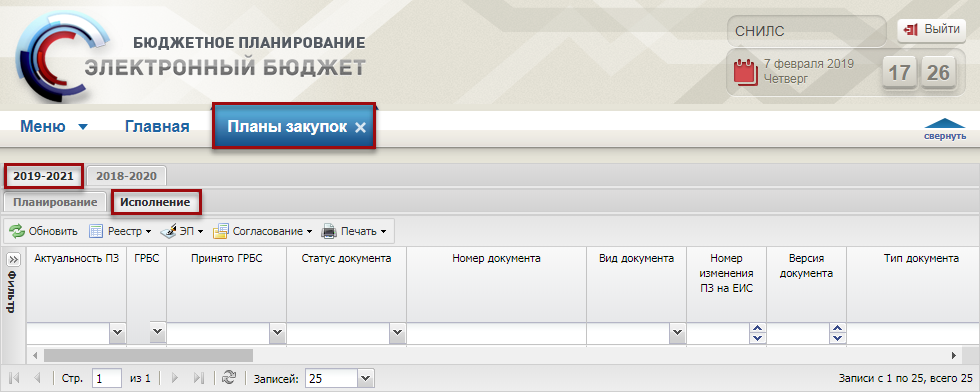 БЮДЖЕТНОЕ ПЛАНИРОВАНИЕ
ЭЛЕКТРОННЫЙ БЮДЖЕТ
СНИЛС
Выйти
7 февраля 2019
Четверг
17 26
Меню Главная Планы закупок
свернуть
2019-2021 2018-2020
Планирование Исполнение
Обновить Реестр ЭП Согласование Печать
Фильтр
Актуальность ПЗ ГРБС Принято ГРБС Статус документа Номер документа Вид документа Номер изменения ПЗ на ЕИС Версия документа Тип документа
Стр. 1 из 1 Записей: 25 Записи с 1 по 25, всего 25